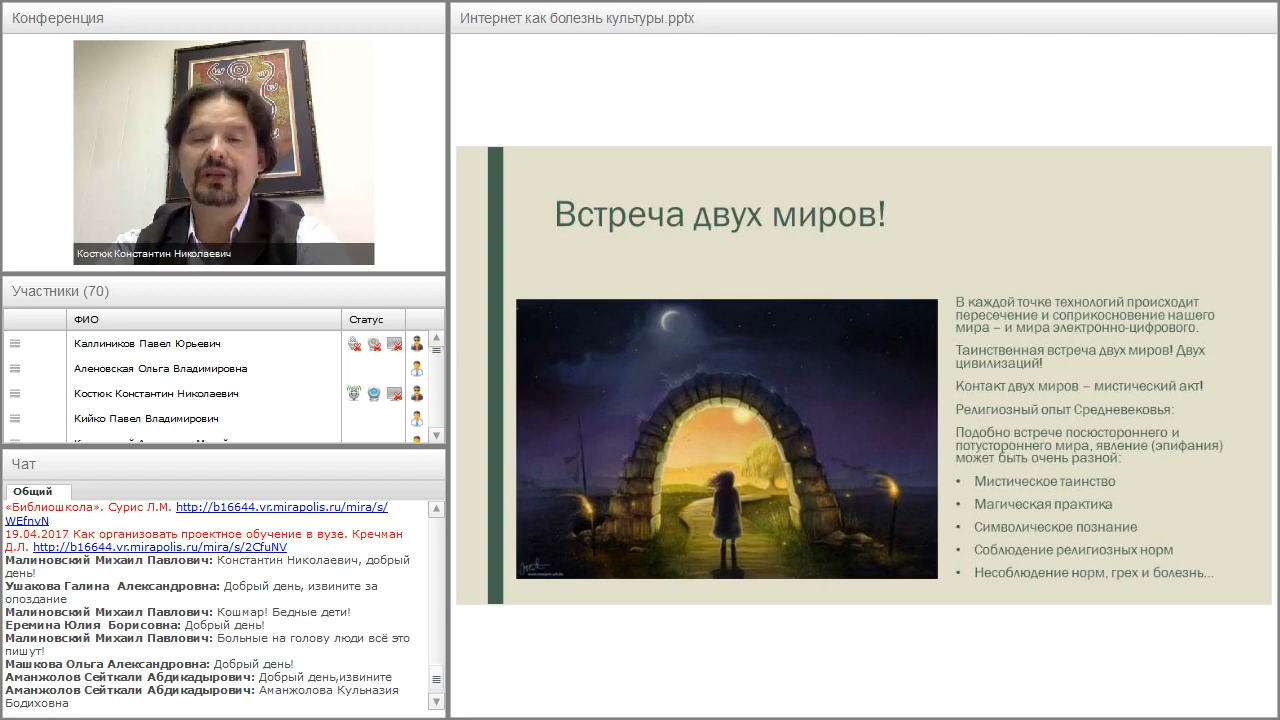 Конференция
Костюк Константин Николаевич
Участники (70)
ФИО
Статус
Каллиников Павел Юрьевич
Аленовская Ольга Владимировна
Костюк Константин Николаевич
Кийко Павел Владимирович
Чат
Общий
«Библиошкола». Сурис Л.М. http://b16644.vr.mirapolis.ru/mira/s/
WEfnvN
19.04.2017 Как организовать проектное обучение в вузе. Кречман
Д.Л. http://b16644.vr.mirapolis.ru/mira/s/2CfuNV
Малиновский Михаил Павлович: Константин Николаевич, добрый
день!
Ушакова Галина Александровна: Добрый день, извините за
опоздание
Малиновский Михаил Павлович: Кошмар! Бедные дети!
Еремина Юлия Борисовна: Добрый день!
Малиновский Михаил Павлович: Больные на голову люди всё это
пишут!
Машкова Ольга Александровна: Добрый день!
Аманжолов Сейткали Абдикадырович: Добрый день,извините
Аманжолов Сейткали Абдикадырович: Аманжолова Кульназия
Бодиховна
Интернет как болезнь культуры.pptx
Встреча двух миров!
В каждой точке технологий происходит
пересечение и соприкосновение нашего
мира – и мира электронно-цифрового.
Таинственная встреча двух миров! Двух
цивилизаций!
Контакт двух миров – мистический акт!
Религиозный опыт Средневековья:
Подобно встрече посюстороннего и
потустороннего мира, явление (эпифания)
может быть очень разной:
• Мистическое таинство
• Магическая практика
• Символическое познание
• Соблюдение религиозных норм
• Несоблюдение норм, грех и болезнь...